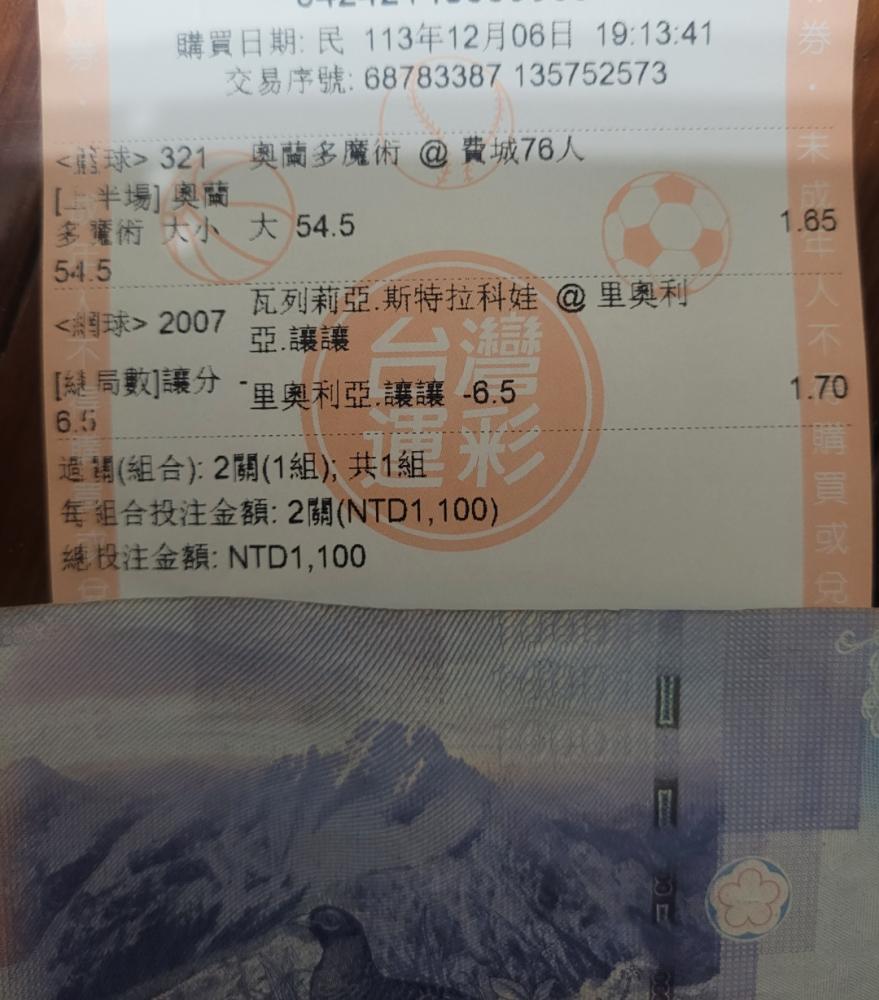 購買日期: 民 113年12月06日 19:13:41
交易序號: 68783387 135752573
<籃球> 321 奧蘭多魔術 @ 費城76人
[上半場] 奧蘭
多魔術 大小 大 54.5 1.65
54.5
瓦列莉亞.斯特拉科娃 @ 里奧利
<網球> 2007
亞.讓讓
[總局數]讓分 -
里奧利亞.讓讓 -6.5 1.70
6.5
過關(組合): 2關(1組); 共1組
每組合投注金額: 2關(NTD1,100)
總投注金額: NTD1,100
台灣
運彩
券．未成年人不得購買或兌